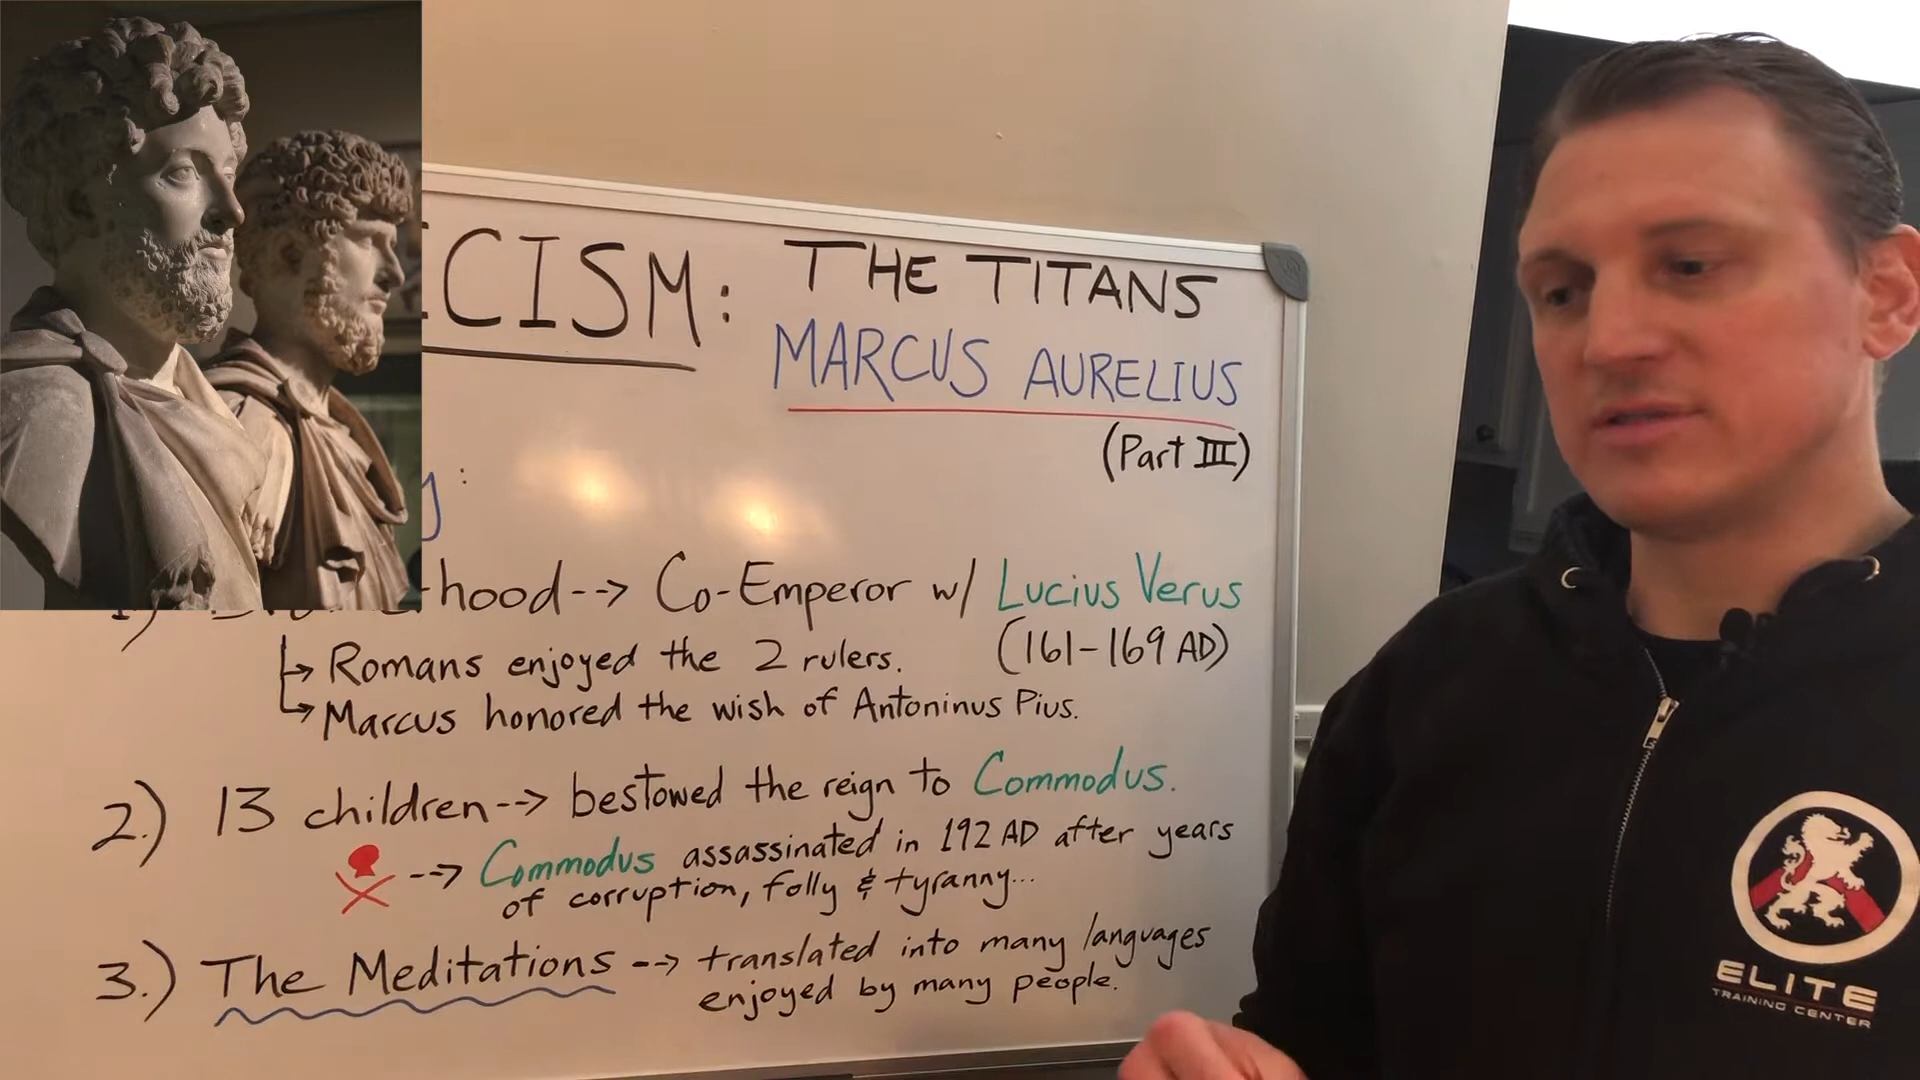 CISM: THE TITANS
MARCUS AURELIUS
(Part III)
y:
1.) -hood--> Co-Emperor w/ Lucius Verus
(161-169 AD)
↳ Romans enjoyed the 2 rulers.
↳ Marcus honored the wish of Antoninus Pius.
2.) 13 children--> bestowed the reign to Commodus.
--> Commodus assassinated in 192 AD after years
of corruption, folly & tyranny...
3.) The Meditations --> translated into many languages
enjoyed by many people.
ELITE
TRAINING CENTER